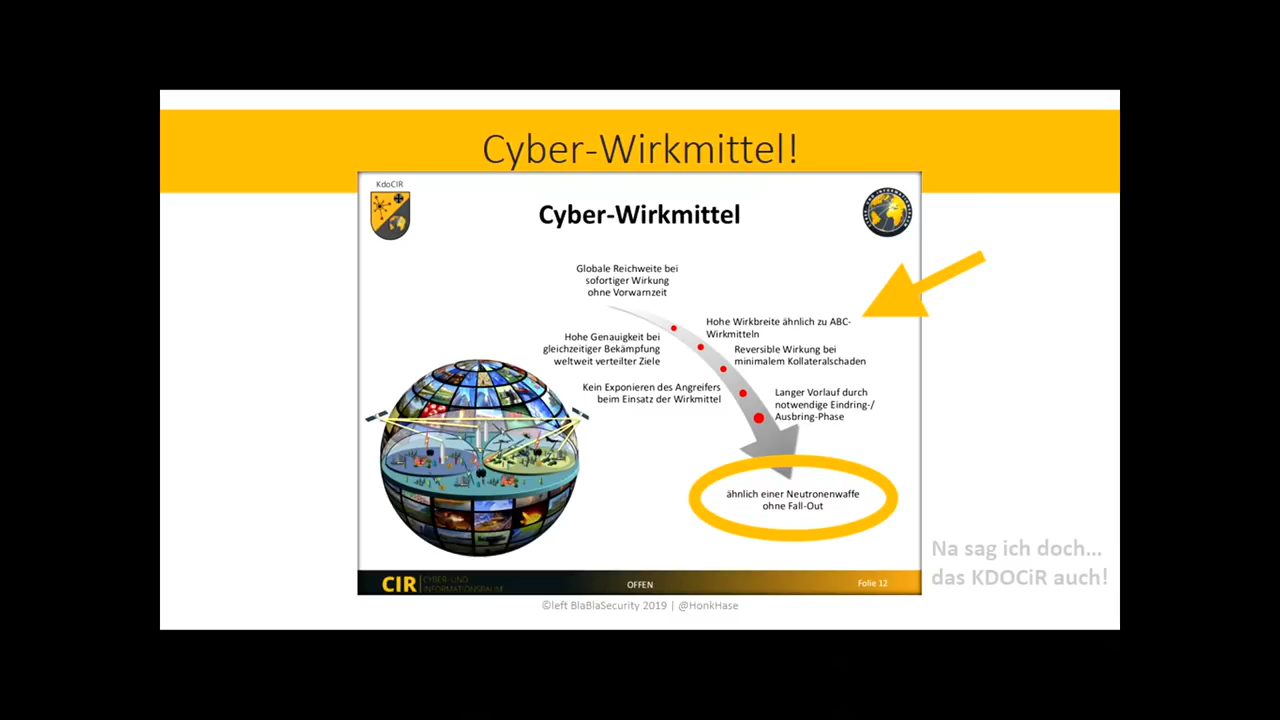 Cyber-Wirkmittel!
KdoCIR
Cyber-Wirkmittel
Globale Reichweite bei
sofortiger Wirkung
ohne Vorwarnzeit
Hohe Wirkbreite ähnlich zu ABC-
Wirkmitteln
Hohe Genauigkeit bei
gleichzeitiger Bekämpfung
weltweit verteilter Ziele
Reversible Wirkung bei
minimalem Kollateralschaden
Kein Exponieren des Angreifers
beim Einsatz der Wirkmittel
Langer Vorlauf durch
notwendige Eindring-/
Ausbring-Phase
ähnlich einer Neutronenwaffe
ohne Fall-Out
Na sag ich doch...
das KDOCiR auch!
CIR CYBER- UND
INFORMATIONSRAUM
OFFEN
Folie 12
©left BlaBlaSecurity 2019 | @HonkHase